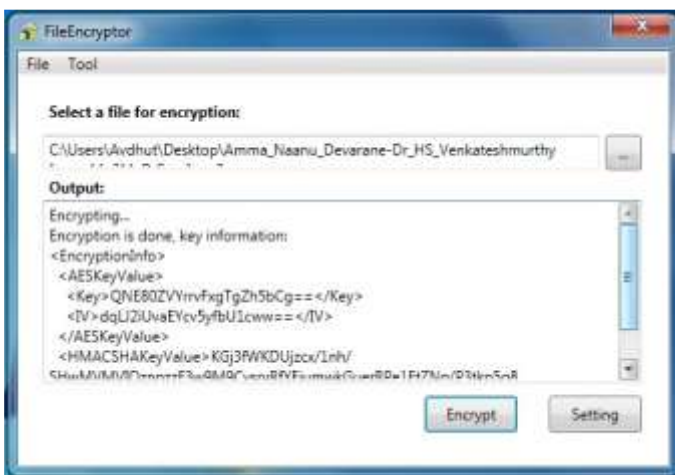 FileEncryptor
File Tool
Select a file for encryption:
C:\Users\Avdhut\Desktop\Amma_Naanu_Devarane-Dr_HS_Venkateshmurthy
...
Output:
Encrypting...
Encryption is done, key information:
<EncryptionInfo>
<AESKeyValue>
<Key>QNE80ZVYrrvFxgTgZh5bCg==</Key>
<IV>dqLJ2iUvaEYcv5yfbU1cww==</IV>
</AESKeyValue>
<HMACSHAKeyValue>KGj3fWKDUjzcx/1nh/
Encrypt Setting